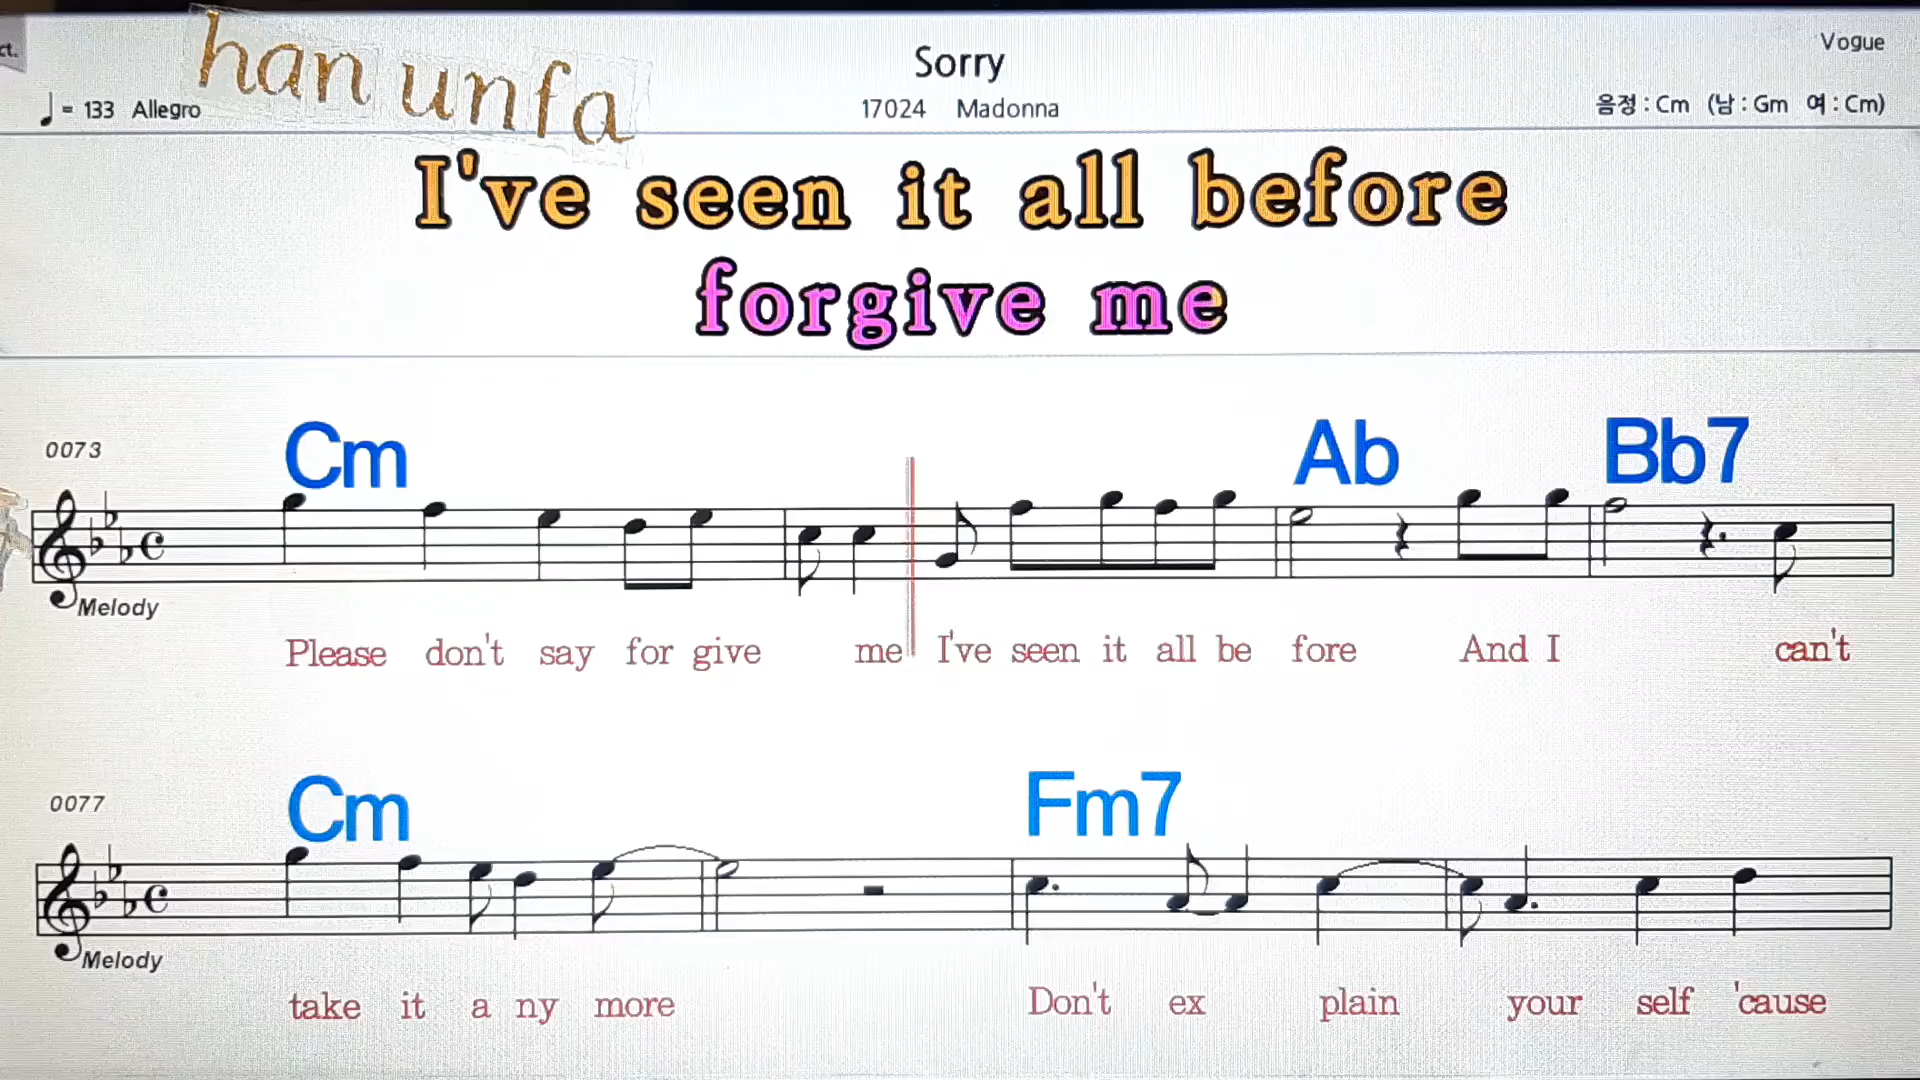 ct.
han unfa
Sorry
Vogue
♩ = 133 Allegro
17024 Madonna
음정 : Cm (남 : Gm 여 : Cm)
I've seen it all before
forgive me
0073
Cm Ab Bb7
Melody
Please don't say for give me I've seen it all be fore And I can't
0077
Cm Fm7
Melody
take it a ny more Don't ex plain your self 'cause